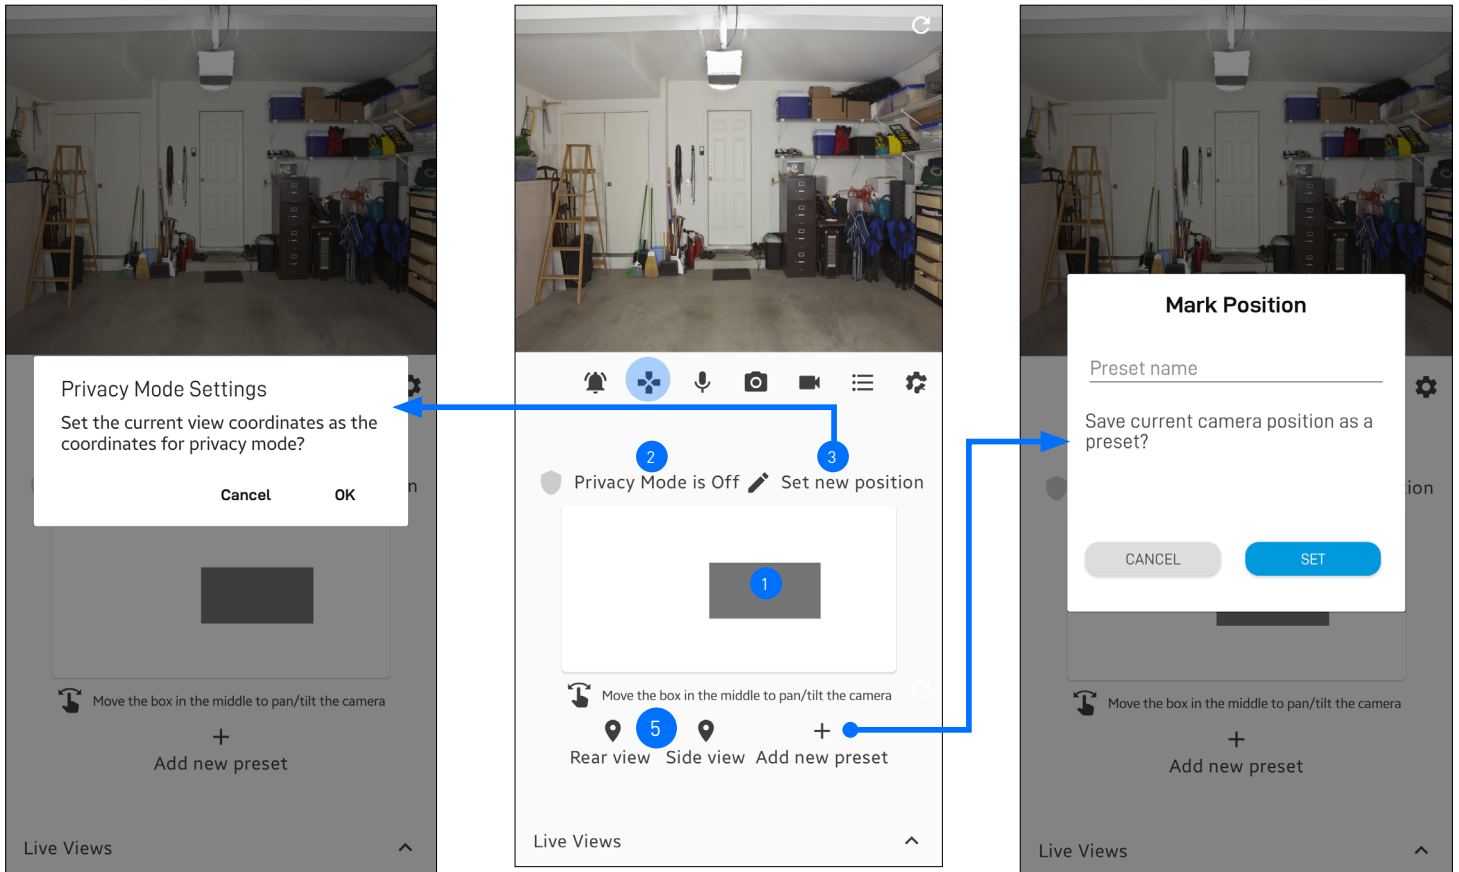 Privacy Mode Settings
Set the current view coordinates as the
coordinates for privacy mode?
Cancel OK
n
Move the box in the middle to pan/tilt the camera
+
Add new preset
Live Views
2
3
Privacy Mode is Off Set new position
1
Move the box in the middle to pan/tilt the camera
5
+
Rear view Side view Add new preset
Live Views
Mark Position
Preset name
Save current camera position as a
preset?
ion
CANCEL SET
Move the box in the middle to pan/tilt the camera
+
Add new preset
Live Views